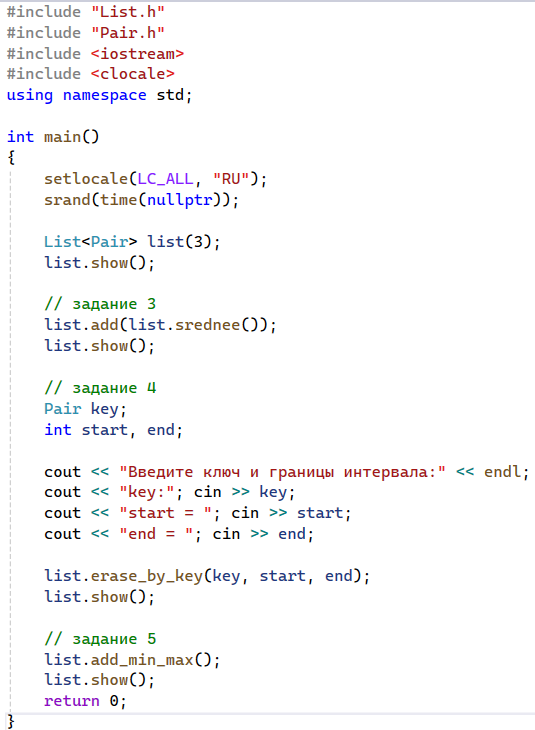 #include "List.h"
#include "Pair.h"
#include <iostream>
#include <clocale>
using namespace std;

int main()
{
    setlocale(LC_ALL, "RU");
    srand(time(nullptr));

    List<Pair> list(3);
    list.show();

    // задание 3
    list.add(list.srednee());
    list.show();

    // задание 4
    Pair key;
    int start, end;

    cout << "Введите ключ и границы интервала:" << endl;
    cout << "key:"; cin >> key;
    cout << "start = "; cin >> start;
    cout << "end = "; cin >> end;

    list.erase_by_key(key, start, end);
    list.show();

    // задание 5
    list.add_min_max();
    list.show();
    return 0;
}